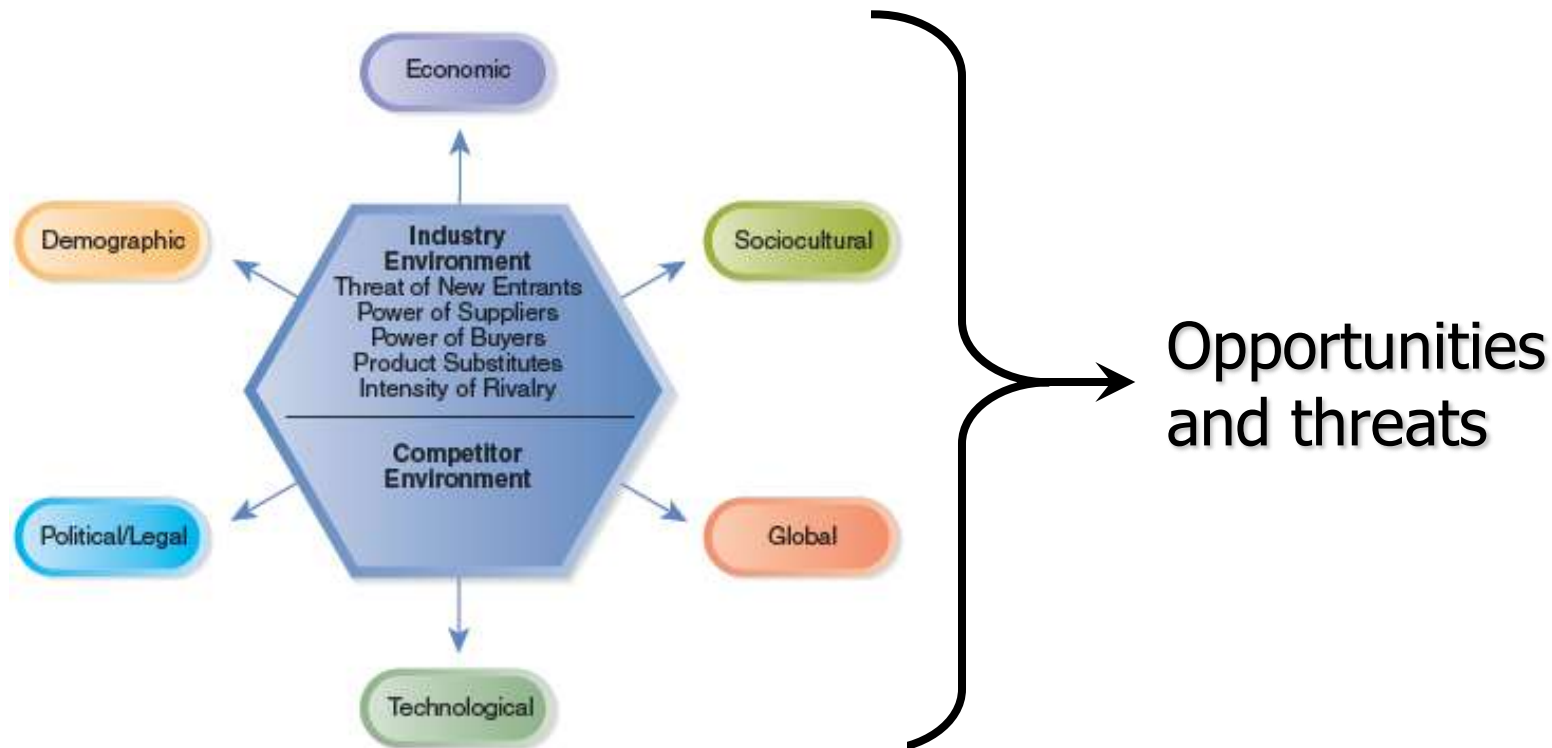 Economic
Demographic
Industry
Environment
Threat of New Entrants
Power of Suppliers
Power of Buyers
Product Substitutes
Intensity of Rivalry
Sociocultural
Competitor
Environment
Political/Legal
Global
Technological
Opportunities
and threats